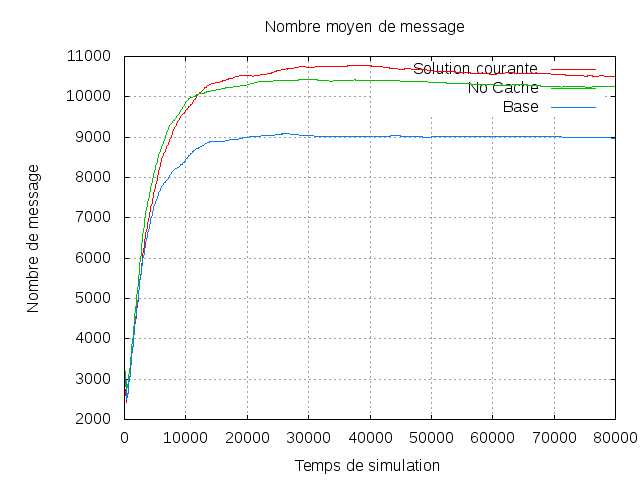 Nombre moyen de message
11000
10000
9000
8000
7000
6000
5000
4000
3000
2000
Nombre de message
Solution courante
No Cache
Base
0 10000 20000 30000 40000 50000 60000 70000 80000
Temps de simulation